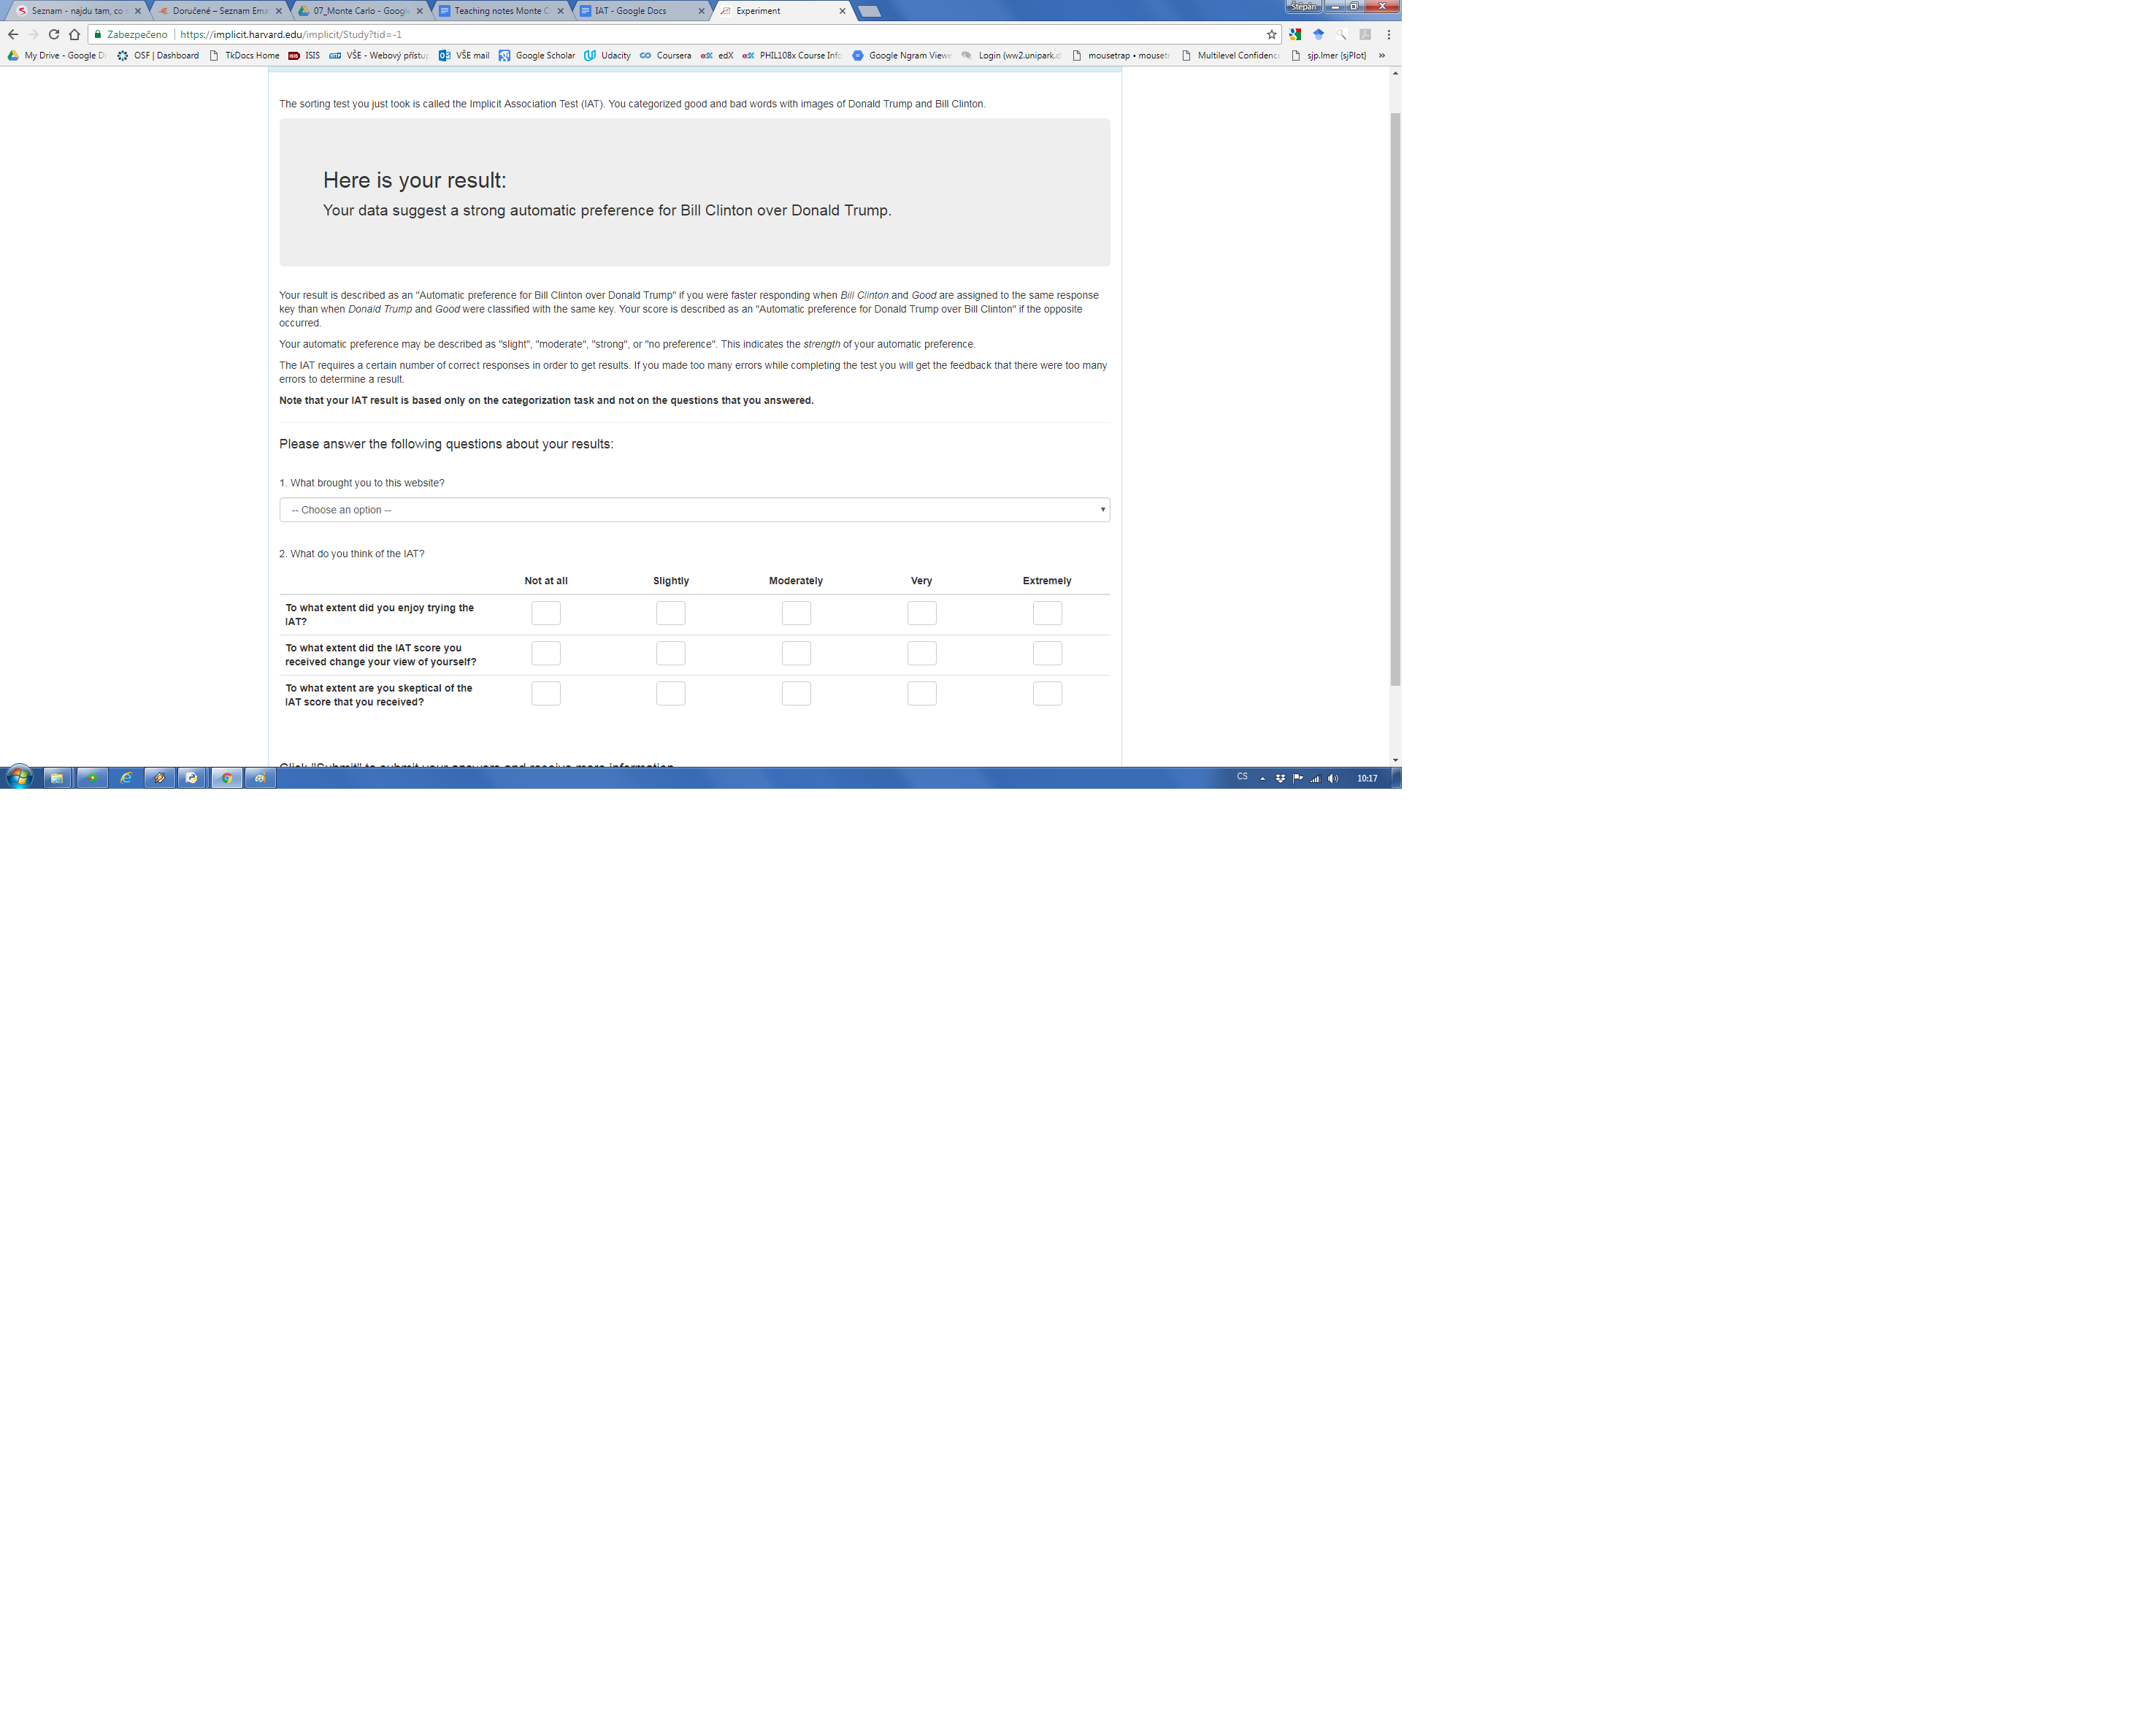 Seznam - najdu tam, co
Doručené – Seznam Ema
07_Monte Carlo - Google
Teaching notes Monte C
IAT - Google Docs
Experiment
Štěpán
Zabezpečeno
https://implicit.harvard.edu/implicit/Study?tid=-1
My Drive - Google D
OSF | Dashboard
TkDocs Home
ISIS
VŠE - Webový přístup
VŠE mail
Google Scholar
Udacity
Coursera
edX
PHIL108x Course Info
Google Ngram Viewe
Login (ww2.unipark.d
mousetrap • mousetr
Multilevel Confidence
sjp.lmer {sjPlot}
»
The sorting test you just took is called the Implicit Association Test (IAT). You categorized good and bad words with images of Donald Trump and Bill Clinton.
Here is your result:
Your data suggest a strong automatic preference for Bill Clinton over Donald Trump.
Your result is described as an "Automatic preference for Bill Clinton over Donald Trump" if you were faster responding when Bill Clinton and Good are assigned to the same response
key than when Donald Trump and Good were classified with the same key. Your score is described as an "Automatic preference for Donald Trump over Bill Clinton" if the opposite
occurred.
Your automatic preference may be described as "slight", "moderate", "strong", or "no preference". This indicates the strength of your automatic preference.
The IAT requires a certain number of correct responses in order to get results. If you made too many errors while completing the test you will get the feedback that there were too many
errors to determine a result.
Note that your IAT result is based only on the categorization task and not on the questions that you answered.
Please answer the following questions about your results:
1. What brought you to this website?
-- Choose an option --
2. What do you think of the IAT?
Not at all Slightly Moderately Very Extremely
To what extent did you enjoy trying the
IAT?
To what extent did the IAT score you
received change your view of yourself?
To what extent are you skeptical of the
IAT score that you received?
Click "Submit" to submit your answers and receive more information.
CS
10:17